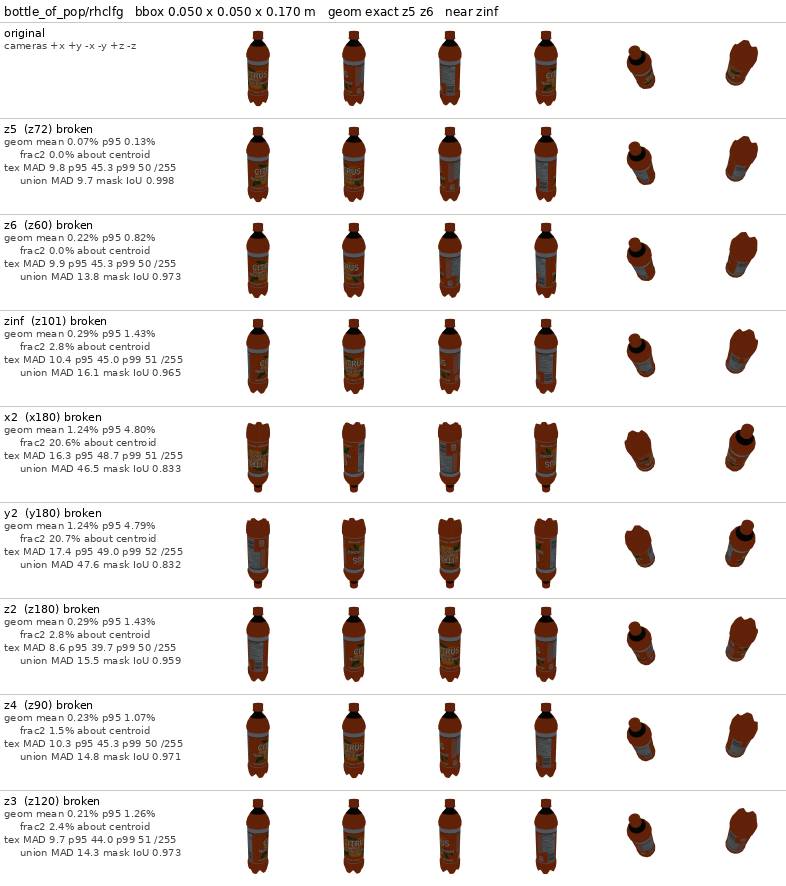 bottle_of_pop/rhclfg bbox 0.050 x 0.050 x 0.170 m geom exact z5 z6 near zinf
original
cameras +x +y -x -y +z -z
z5 (z72) broken
geom mean 0.07% p95 0.13%
frac2 0.0% about centroid
tex MAD 9.8 p95 45.3 p99 50 /255
union MAD 9.7 mask IoU 0.998
z6 (z60) broken
geom mean 0.22% p95 0.82%
frac2 0.0% about centroid
tex MAD 9.9 p95 45.3 p99 50 /255
union MAD 13.8 mask IoU 0.973
zinf (z101) broken
geom mean 0.29% p95 1.43%
frac2 2.8% about centroid
tex MAD 10.4 p95 45.0 p99 51 /255
union MAD 16.1 mask IoU 0.965
x2 (x180) broken
geom mean 1.24% p95 4.80%
frac2 20.6% about centroid
tex MAD 16.3 p95 48.7 p99 51 /255
union MAD 46.5 mask IoU 0.833
y2 (y180) broken
geom mean 1.24% p95 4.79%
frac2 20.7% about centroid
tex MAD 17.4 p95 49.0 p99 52 /255
union MAD 47.6 mask IoU 0.832
z2 (z180) broken
geom mean 0.29% p95 1.43%
frac2 2.8% about centroid
tex MAD 8.6 p95 39.7 p99 50 /255
union MAD 15.5 mask IoU 0.959
z4 (z90) broken
geom mean 0.23% p95 1.07%
frac2 1.5% about centroid
tex MAD 10.3 p95 45.3 p99 50 /255
union MAD 14.8 mask IoU 0.971
z3 (z120) broken
geom mean 0.21% p95 1.26%
frac2 2.4% about centroid
tex MAD 9.7 p95 44.0 p99 51 /255
union MAD 14.3 mask IoU 0.973